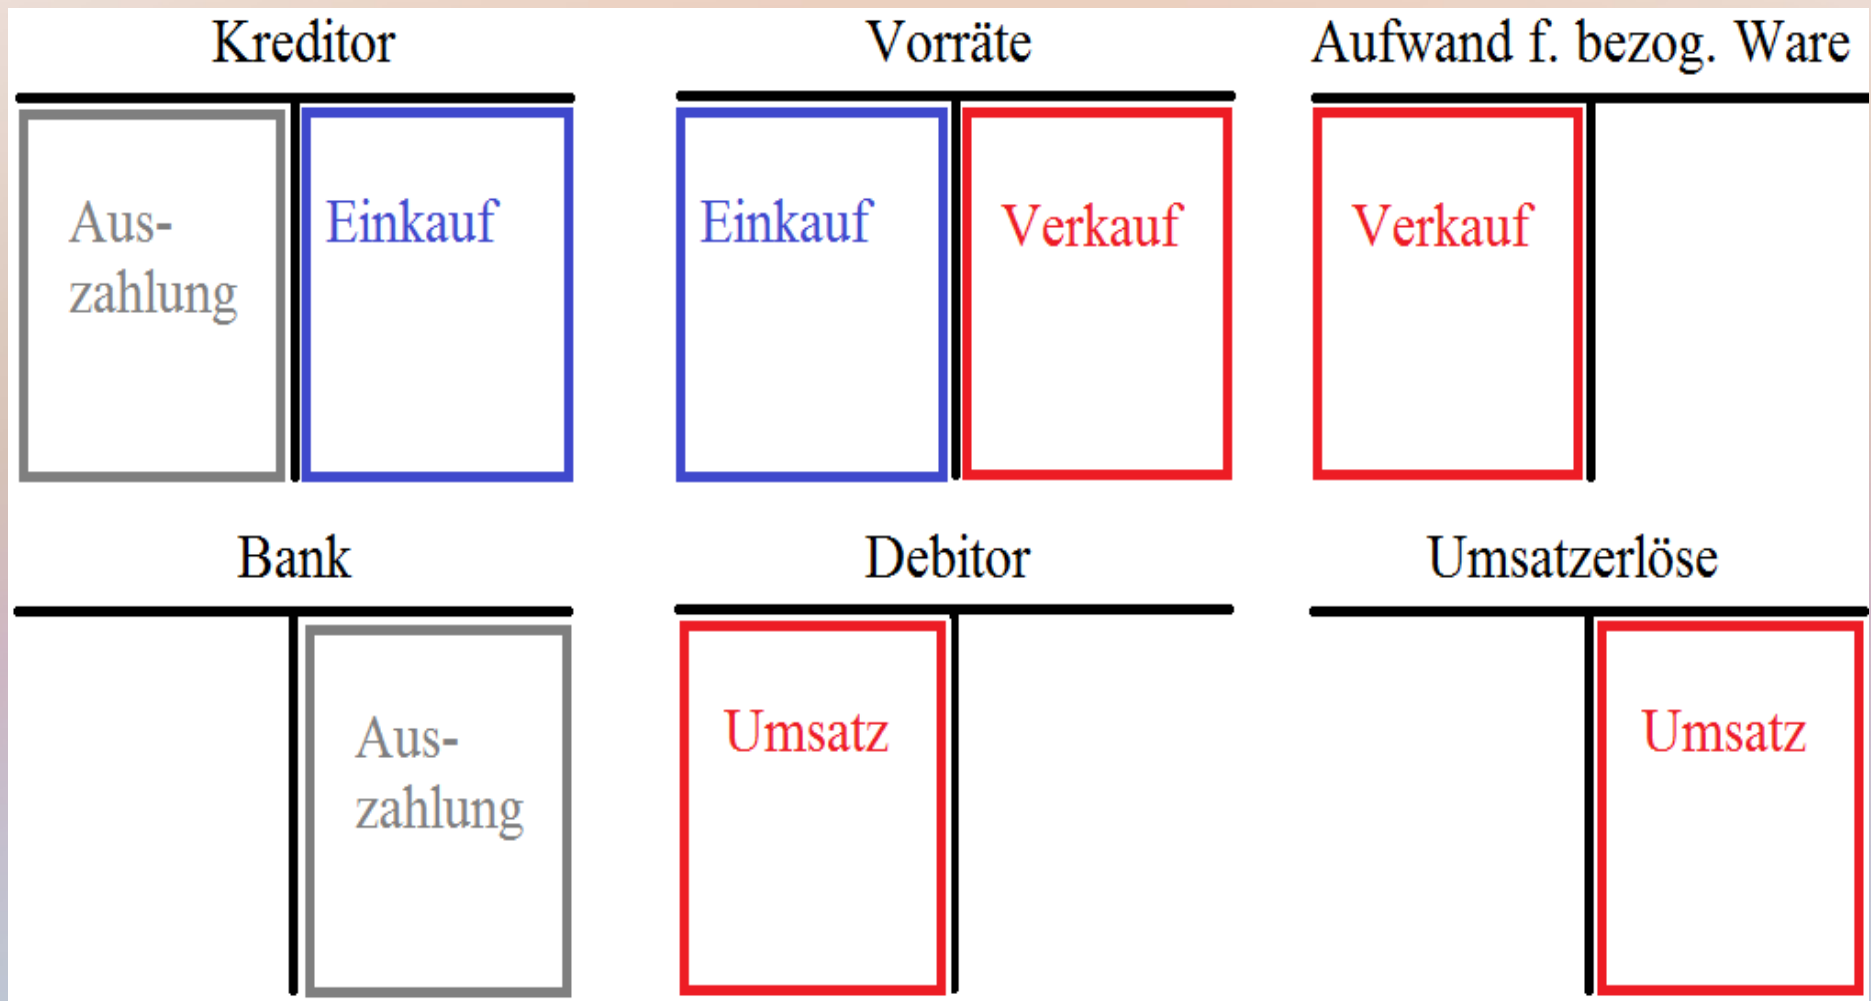 Kreditor
Vorräte
Aufwand f. bezog. Ware
Aus-
zahlung
Einkauf
Einkauf
Verkauf
Verkauf
Bank
Debitor
Umsatzerlöse
Aus-
zahlung
Umsatz
Umsatz